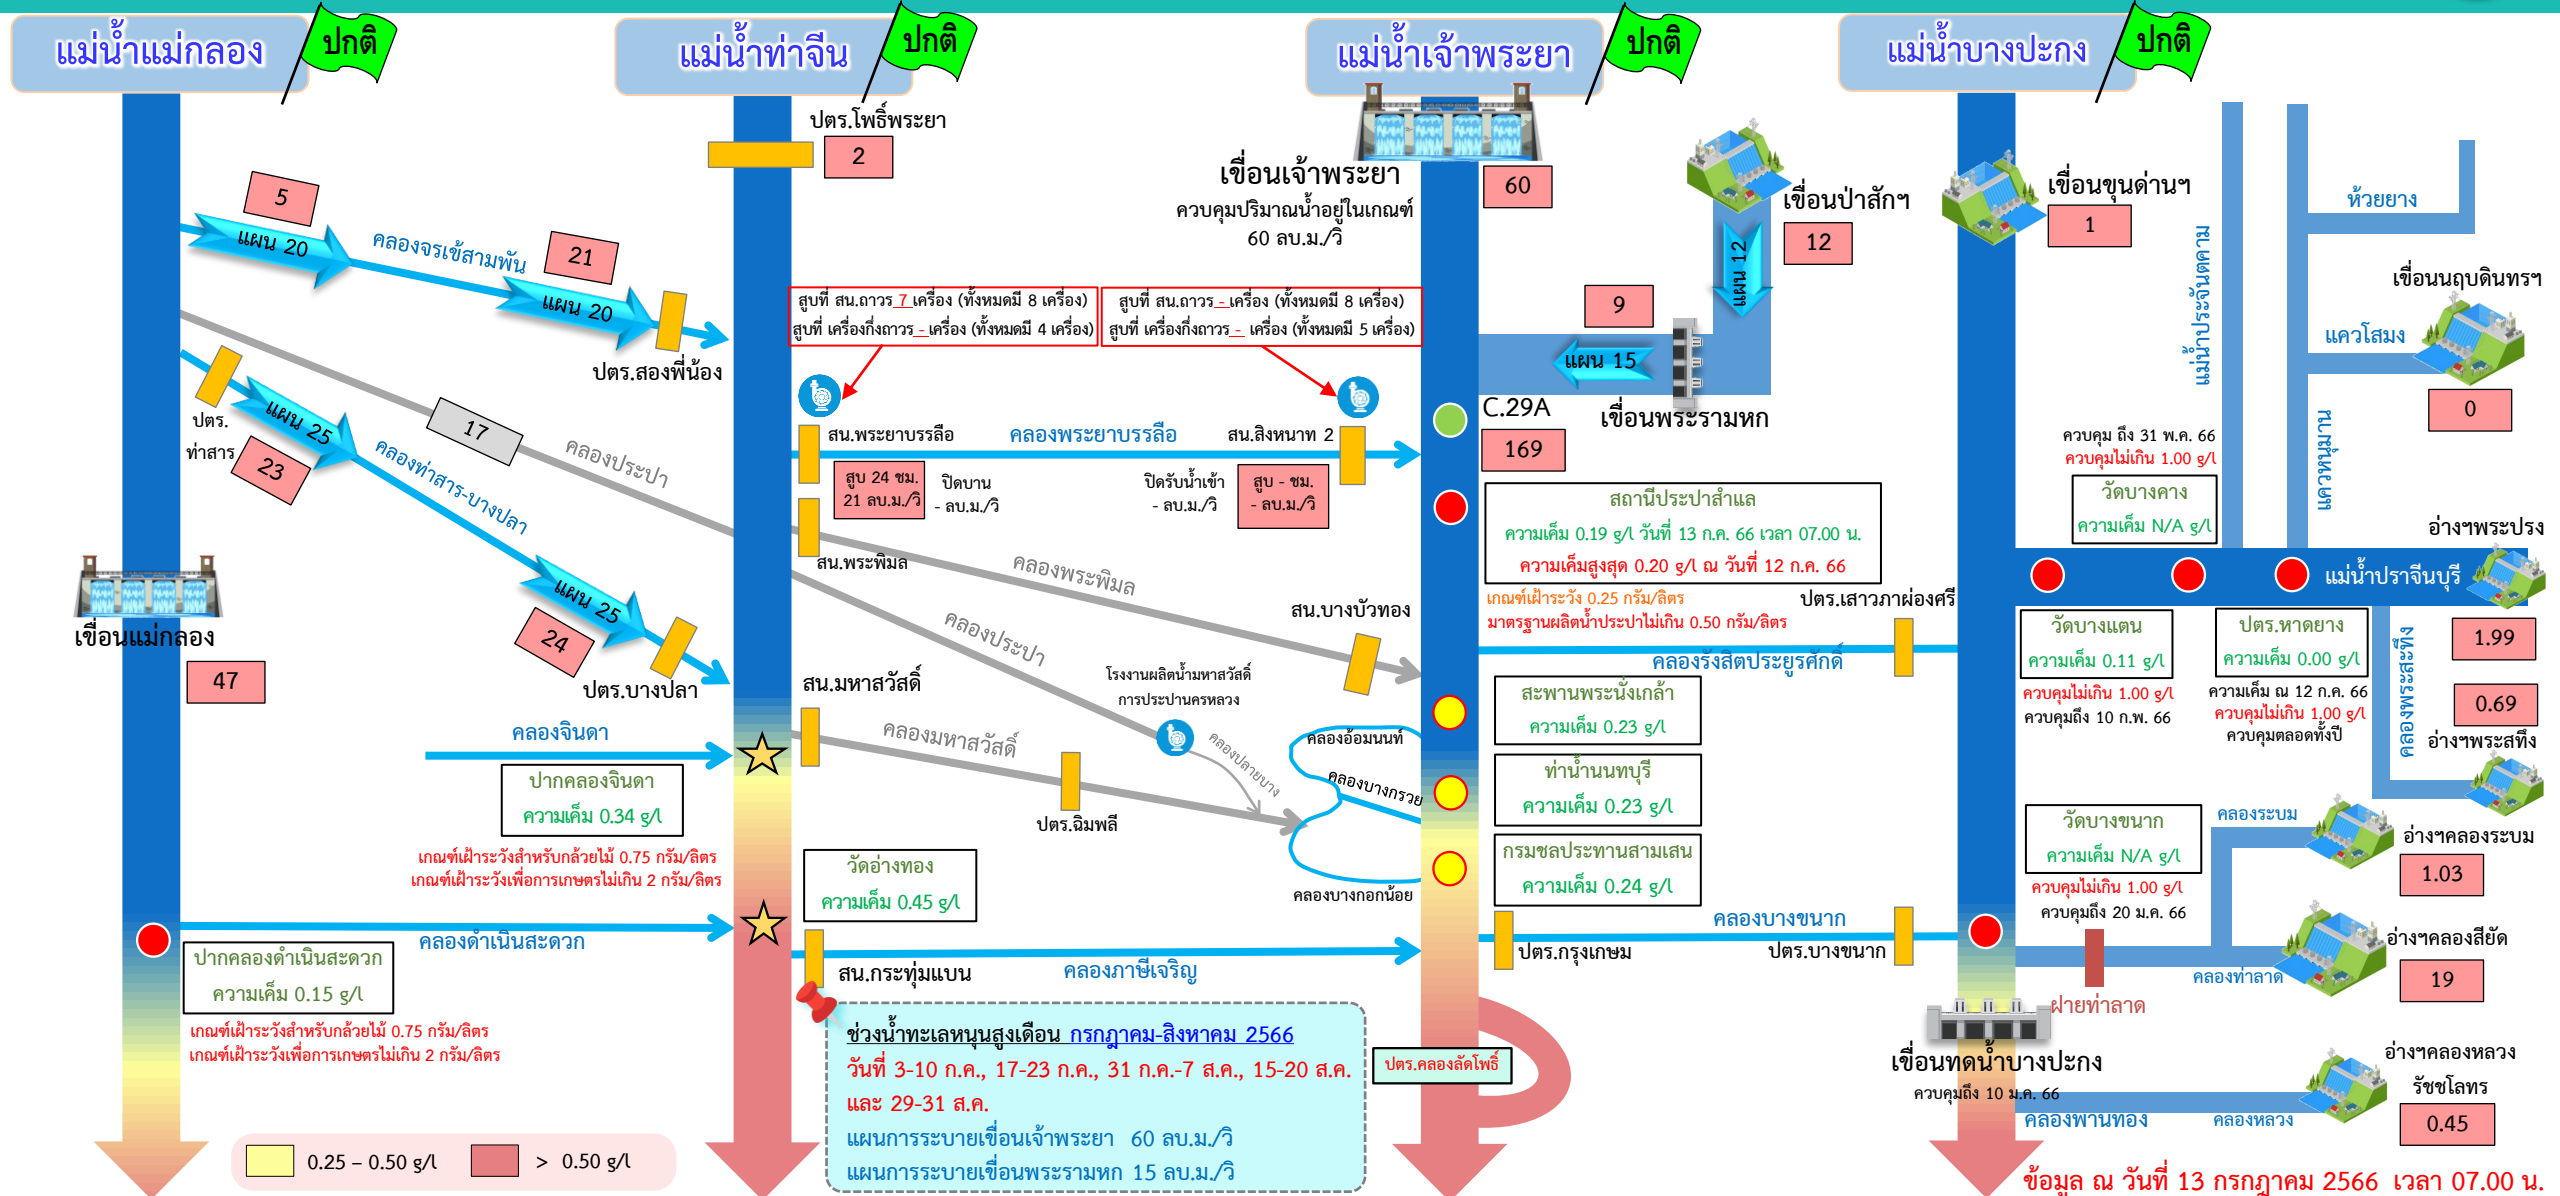 แม่น้ำแม่กลอง
ปกติ
แม่น้ำท่าจีน
ปกติ
แม่น้ำเจ้าพระยา
ปกติ
แม่น้ำบางปะกง
ปกติ
5
แผน 20
คลองจรเข้สามพัน
21
แผน 20
ปตร.สองพี่น้อง
ปตร.
ท่าสาร
แผน 25
23
คลองท่าสาร-บางปลา
17
คลองประปา
แผน 25
24
ปตร.บางปลา
เขื่อนแม่กลอง
47
คลองจินดา
ปากคลองจินดา
ความเค็ม 0.34 g/l
เกณฑ์เฝ้าระวังสำหรับกล้วยไม้ 0.75 กรัม/ลิตร
เกณฑ์เฝ้าระวังเพื่อการเกษตรไม่เกิน 2 กรัม/ลิตร
คลองดำเนินสะดวก
ปากคลองดำเนินสะดวก
ความเค็ม 0.15 g/l
เกณฑ์เฝ้าระวังสำหรับกล้วยไม้ 0.75 กรัม/ลิตร
เกณฑ์เฝ้าระวังเพื่อการเกษตรไม่เกิน 2 กรัม/ลิตร
0.25 – 0.50 g/l
> 0.50 g/l
ปตร.โพธิ์พระยา
2
สูบที่ สน.ถาวร 7 เครื่อง (ทั้งหมดมี 8 เครื่อง)
สูบที่ เครื่องกึ่งถาวร - เครื่อง (ทั้งหมดมี 4 เครื่อง)
สูบที่ สน.ถาวร - เครื่อง (ทั้งหมดมี 8 เครื่อง)
สูบที่ เครื่องกึ่งถาวร - เครื่อง (ทั้งหมดมี 5 เครื่อง)
สน.พระยาบรรลือ
คลองพระยาบรรลือ
สน.สิงหนาท 2
สูบ 24 ชม.
21 ลบ.ม./วิ
ปิดบาน
- ลบ.ม./วิ
ปิดรับน้ำเข้า
- ลบ.ม./วิ
สูบ - ชม.
- ลบ.ม./วิ
สน.พระพิมล
คลองพระพิมล
สน.บางบัวทอง
คลองประปา
โรงงานผลิตน้ำมหาสวัสดิ์
การประปานครหลวง
สน.มหาสวัสดิ์
คลองมหาสวัสดิ์
คลองปลายบาง
ปตร.ฉิมพลี
คลองอ้อมนนท์
คลองบางกรวย
คลองบางกอกน้อย
วัดอ่างทอง
ความเค็ม 0.45 g/l
สน.กระทุ่มแบน
คลองภาษีเจริญ
ช่วงน้ำทะเลหนุนสูงเดือน กรกฎาคม-สิงหาคม 2566
วันที่ 3-10 ก.ค., 17-23 ก.ค., 31 ก.ค.-7 ส.ค., 15-20 ส.ค.
และ 29-31 ส.ค.
แผนการระบายเขื่อนเจ้าพระยา 60 ลบ.ม./วิ
แผนการระบายเขื่อนพระรามหก 15 ลบ.ม./วิ
เขื่อนเจ้าพระยา
ควบคุมปริมาณน้ำอยู่ในเกณฑ์
60 ลบ.ม./วิ
60
เขื่อนป่าสักฯ
12
แผน 12
9
แผน 15
เขื่อนพระรามหก
C.29A
169
สถานีประปาสำแล
ความเค็ม 0.19 g/l วันที่ 13 ก.ค. 66 เวลา 07.00 น.
ความเค็มสูงสุด 0.20 g/l ณ วันที่ 12 ก.ค. 66
เกณฑ์เฝ้าระวัง 0.25 กรัม/ลิตร
มาตรฐานผลิตน้ำประปาไม่เกิน 0.50 กรัม/ลิตร
ปตร.เสาวภาผ่องศรี
คลองรังสิตประยูรศักดิ์
สะพานพระนั่งเกล้า
ความเค็ม 0.23 g/l
ท่าน้ำนนทบุรี
ความเค็ม 0.23 g/l
กรมชลประทานสามเสน
ความเค็ม 0.24 g/l
ปตร.กรุงเกษม
คลองบางขนาก
ปตร.บางขนาก
ปตร.คลองลัดโพธิ์
เขื่อนขุนด่านฯ
1
แม่น้ำประจันตคาม
ห้วยยาง
เขื่อนนฤบดินทรฯ
แควโสมง
0
แควหนุมาน
ควบคุม ถึง 31 พ.ค. 66
ควบคุมไม่เกิน 1.00 g/l
วัดบางคาง
ความเค็ม N/A g/l
อ่างฯพระปรง
แม่น้ำปราจีนบุรี
1.99
วัดบางแตน
ความเค็ม 0.11 g/l
ควบคุมไม่เกิน 1.00 g/l
ควบคุมถึง 10 ก.พ. 66
ปตร.หาดยาง
ความเค็ม 0.00 g/l
ความเค็ม ณ 12 ก.ค. 66
ควบคุมไม่เกิน 1.00 g/l
ควบคุมตลอดทั้งปี
คลองพระสะทึง
0.69
อ่างฯพระสทึง
วัดบางขนาก
ความเค็ม N/A g/l
ควบคุมไม่เกิน 1.00 g/l
ควบคุมถึง 20 ม.ค. 66
คลองระบม
อ่างฯคลองระบม
1.03
อ่างฯคลองสียัด
19
คลองท่าลาด
ฝายท่าลาด
เขื่อนทดน้ำบางปะกง
ควบคุมถึง 10 ม.ค. 66
คลองพานทอง
คลองหลวง
อ่างฯคลองหลวง
รัชชโลทร
0.45
ข้อมูล ณ วันที่ 13 กรกฎาคม 2566 เวลา 07.00 น.